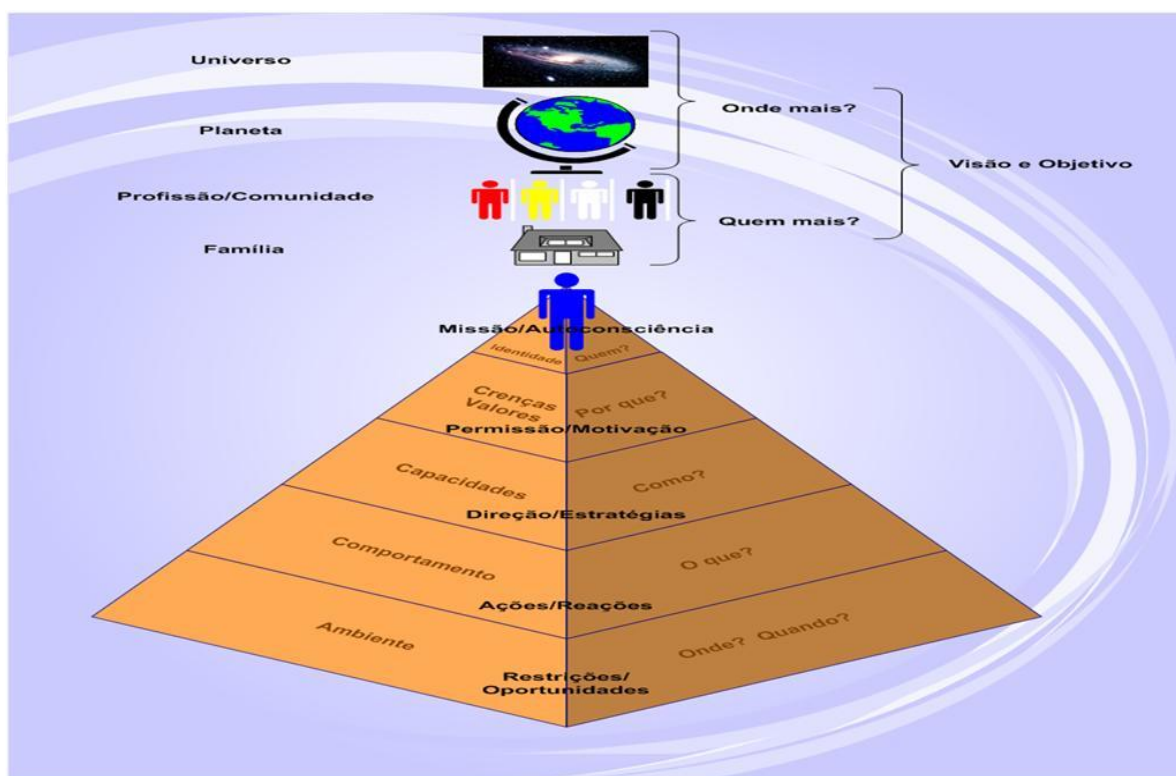 Universo
Onde mais?
Planeta
Visão e Objetivo
Profissão/Comunidade
Quem mais?
Família
Missão/Autoconsciência
Identidade
Quem?
Crenças
Valores
Por que?
Permissão/Motivação
Capacidades
Como?
Direção/Estratégias
Comportamento
O que?
Ações/Reações
Ambiente
Onde? Quando?
Restrições/
Oportunidades